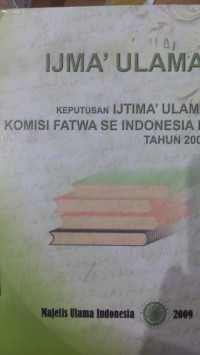 IJMA' ULAMA
KEPUTUSAN IJTIMA' ULAM
KOMISI FATWA SE INDONESIA
TAHUN 200
Majelis Ulama Indonesia 2009